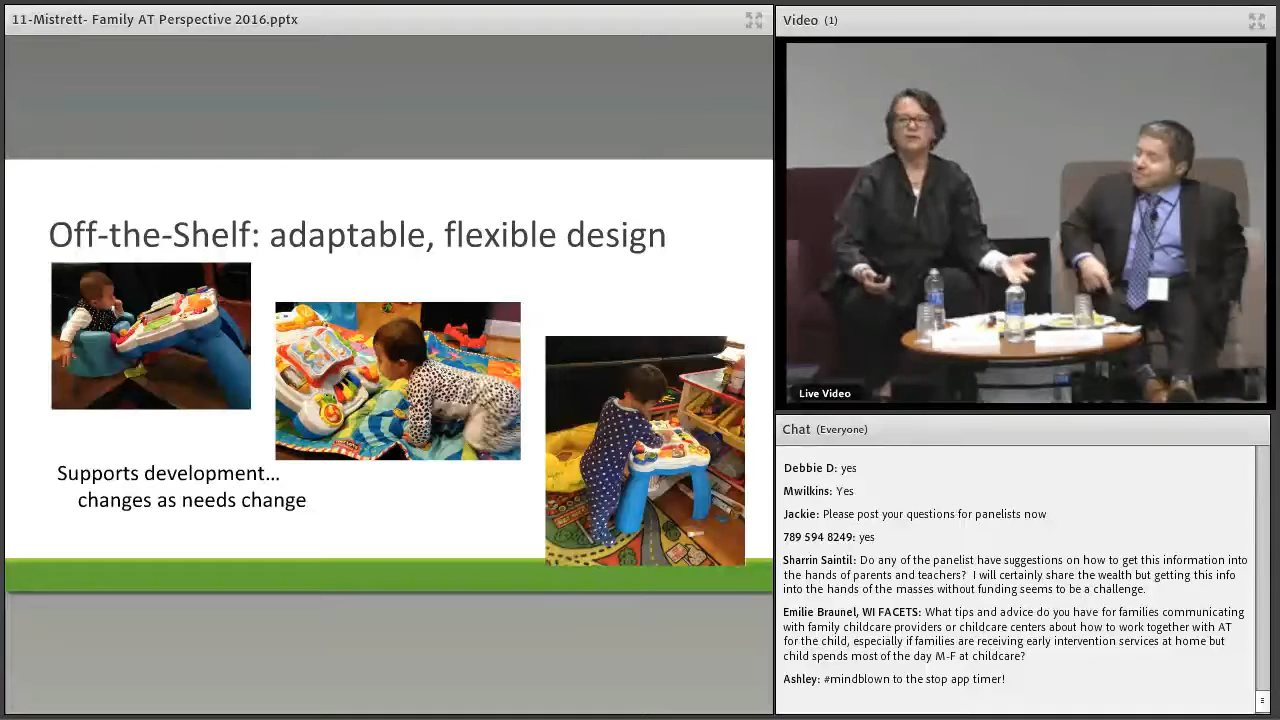 11-Mistrett- Family AT Perspective 2016.pptx
Off-the-Shelf: adaptable, flexible design
Supports development...
changes as needs change
Video (1)
Live Video
Chat (Everyone)
Debbie D: yes
Mwilkins: Yes
Jackie: Please post your questions for panelists now
789 594 8249: yes
Sharrin Saintil: Do any of the panelist have suggestions on how to get this information into
the hands of parents and teachers?  I will certainly share the wealth but getting this info
into the hands of the masses without funding seems to be a challenge.
Emilie Braunel, WI FACETS: What tips and advice do you have for families communicating
with family childcare providers or childcare centers about how to work together with AT
for the child, especially if families are receiving early intervention services at home but
child spends most of the day M-F at childcare?
Ashley: #mindblown to the stop app timer!